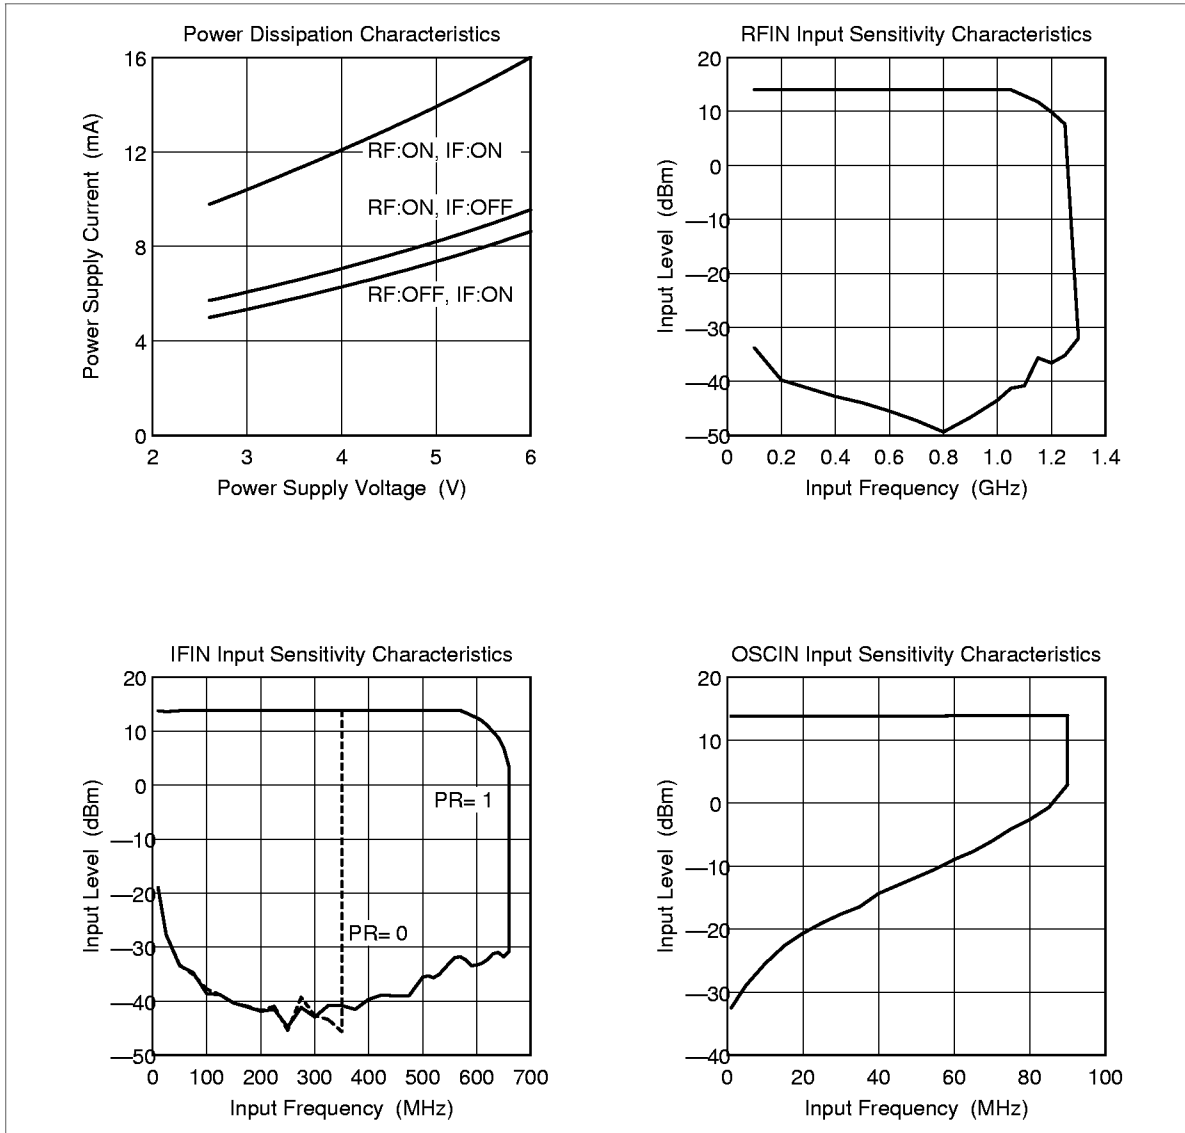 Power Dissipation Characteristics
16
12
8
4
0
2 3 4 5 6
Power Supply Current (mA)
RF:ON, IF:ON
RF:ON, IF:OFF
RF:OFF, IF:ON
Power Supply Voltage (V)
RFIN Input Sensitivity Characteristics
20
10
0
—10
—20
—30
—40
—50
0 0.2 0.4 0.6 0.8 1.0 1.2 1.4
Input Level (dBm)
Input Frequency (GHz)
IFIN Input Sensitivity Characteristics
20
10
0
—10
—20
—30
—40
—50
0 100 200 300 400 500 600 700
Input Level (dBm)
PR= 1
PR= 0
Input Frequency (MHz)
OSCIN Input Sensitivity Characteristics
20
10
0
—10
—20
—30
—40
0 20 40 60 80 100
Input Level (dBm)
Input Frequency (MHz)